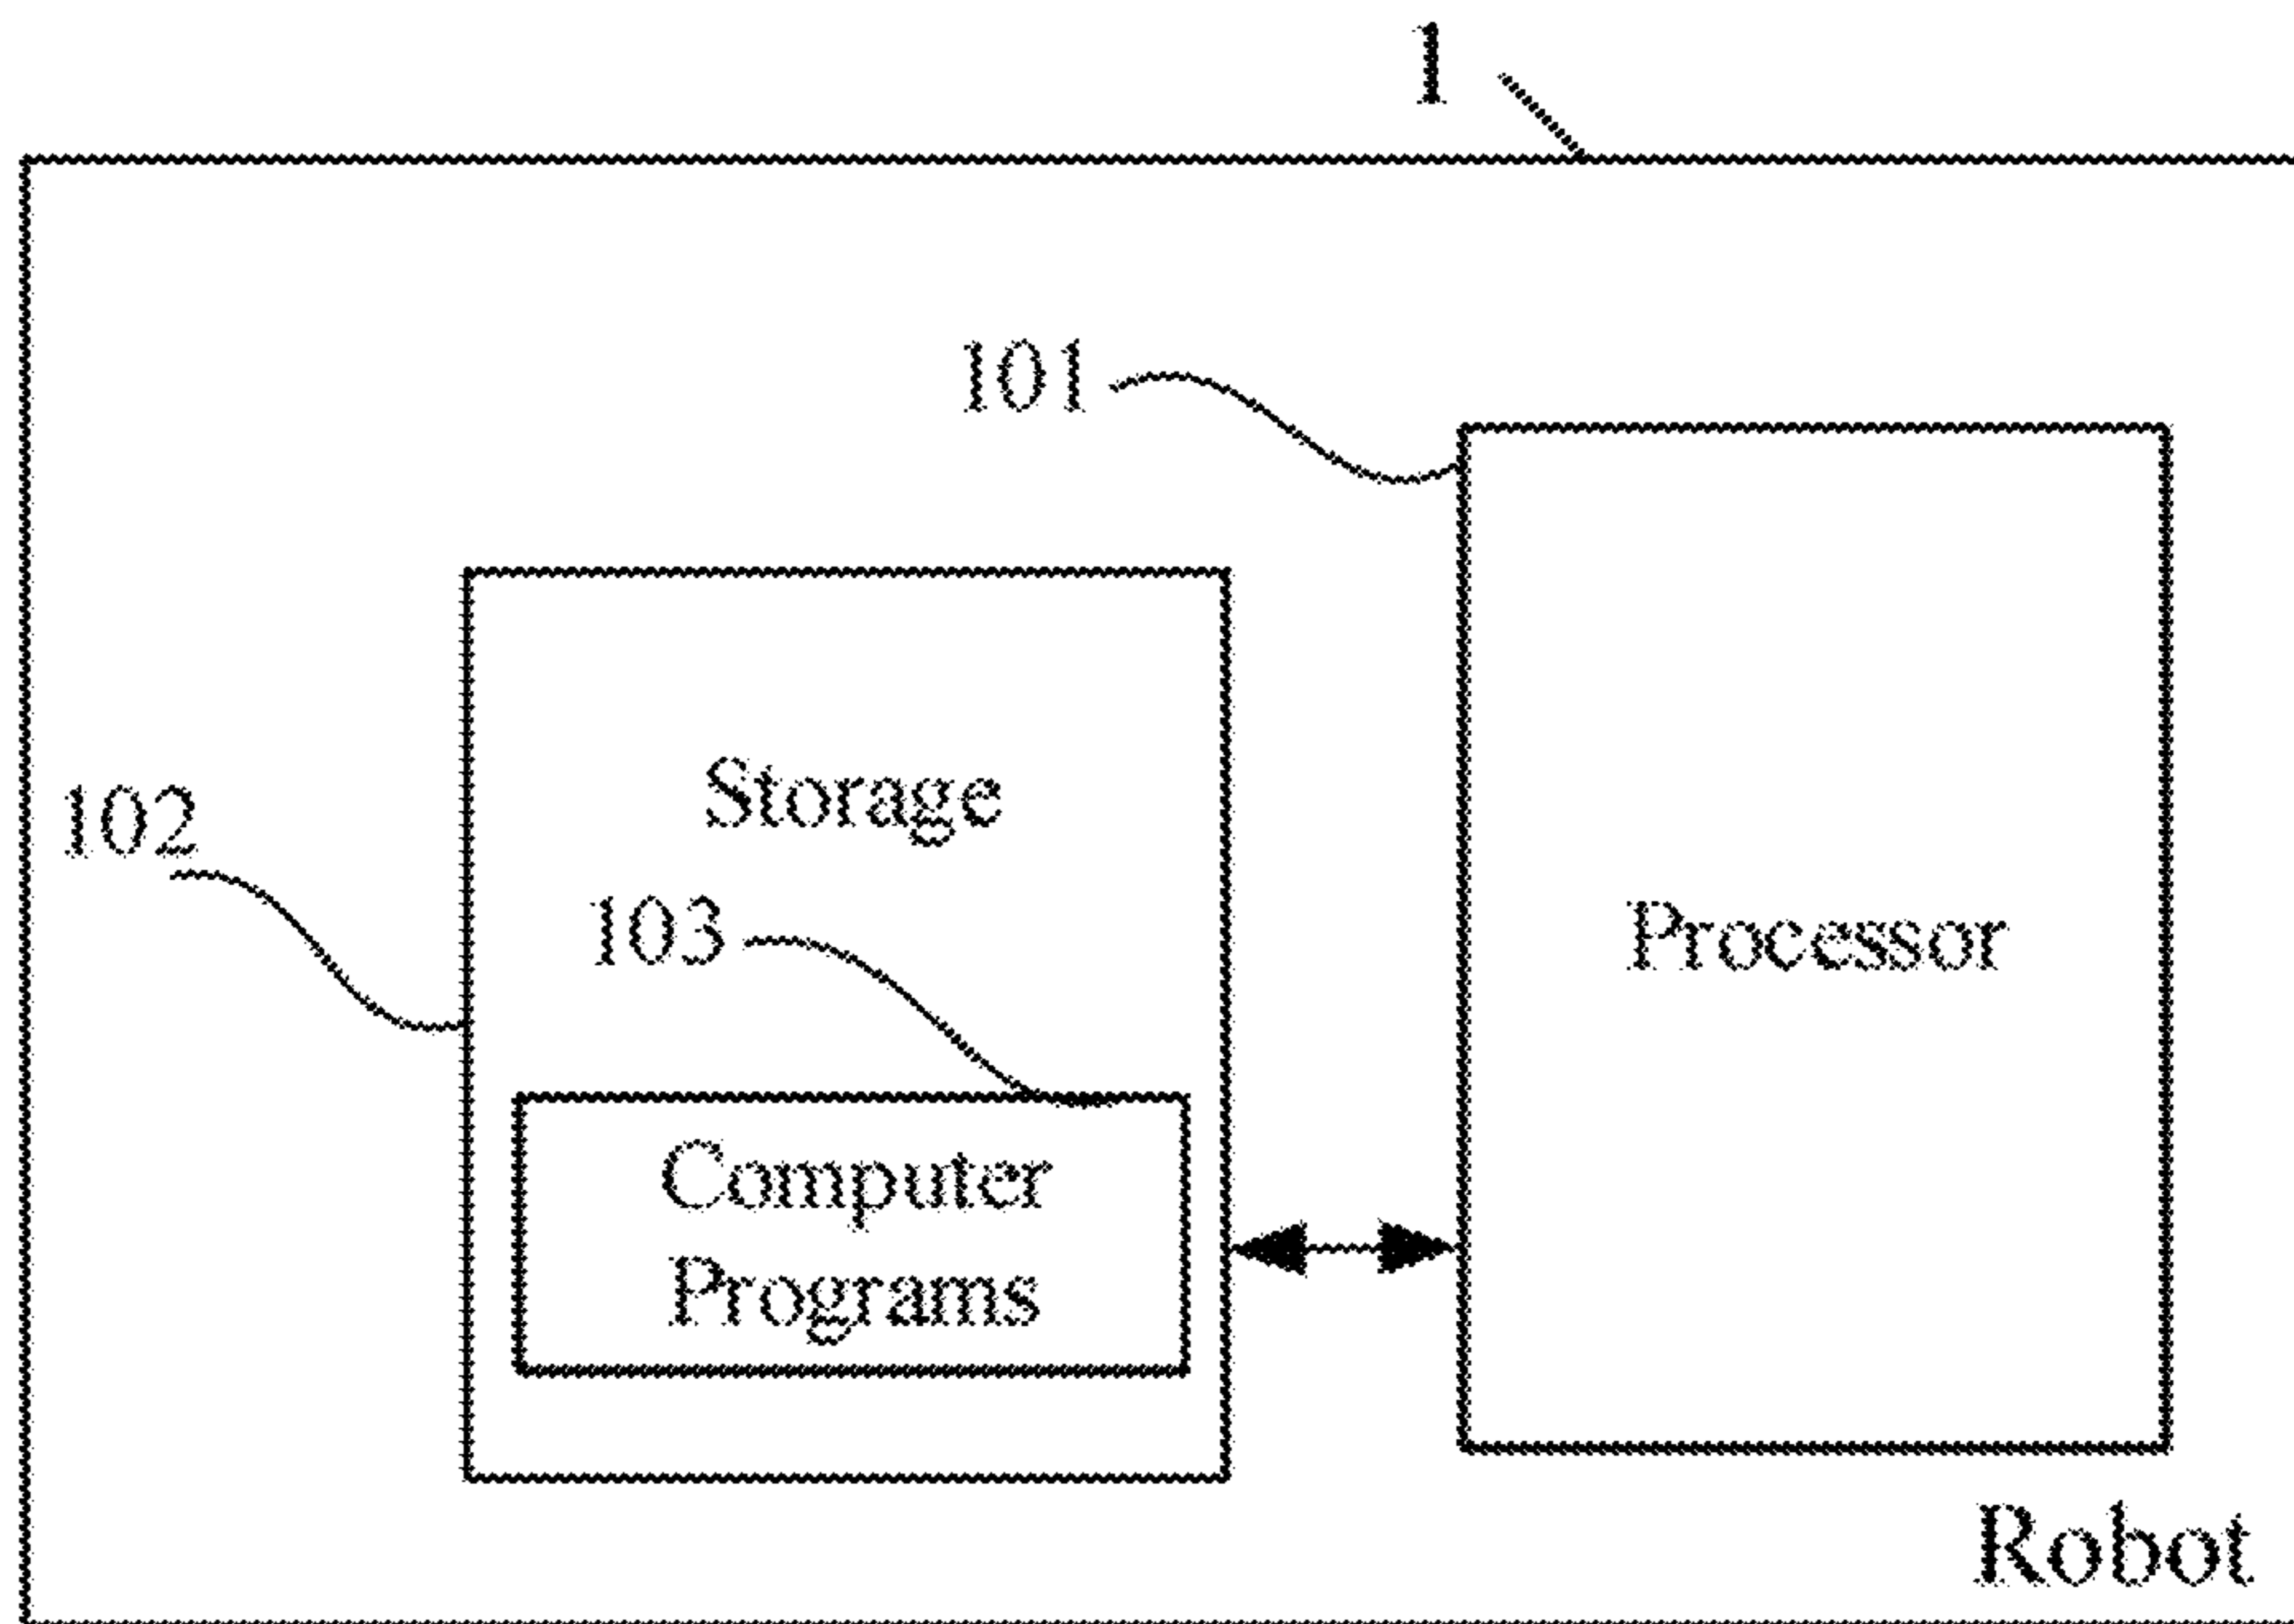 1
101
Storage
102
103
Processor
Computer
Programs
Robot